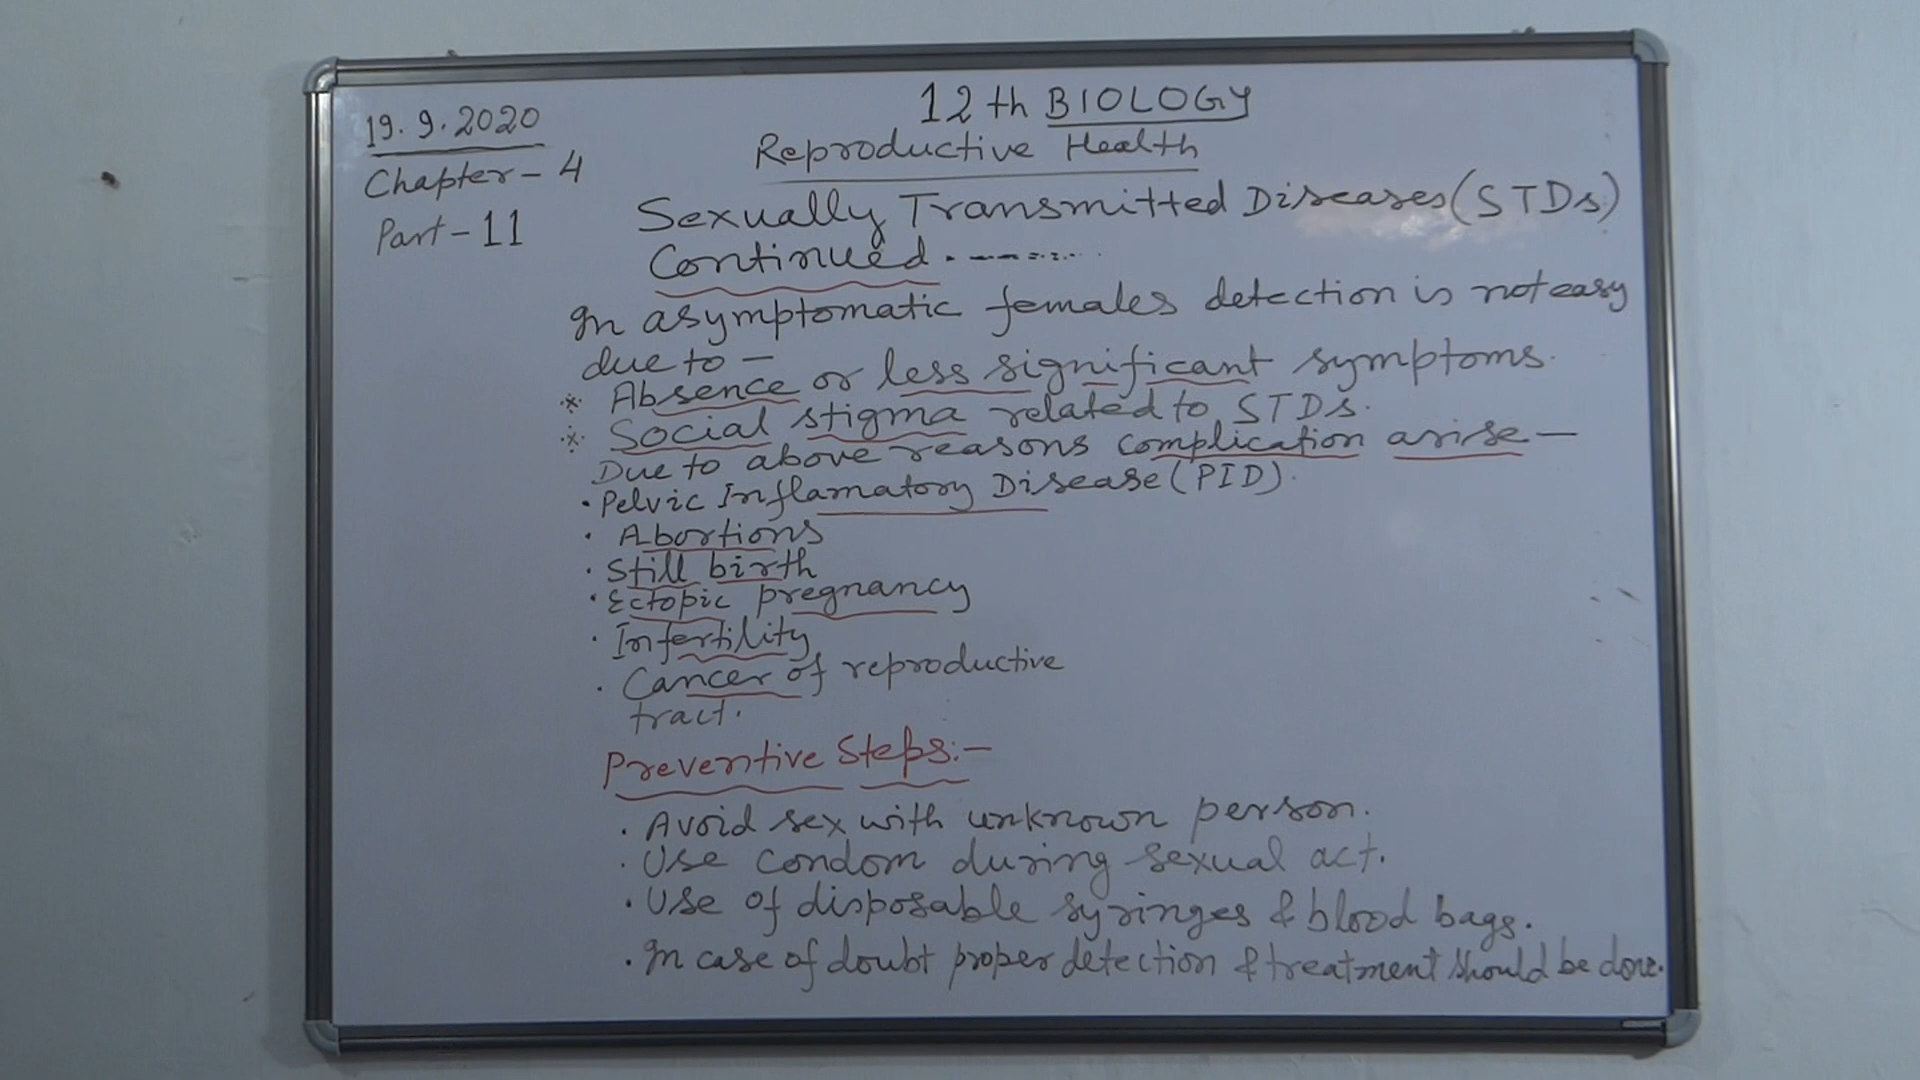 19.9.2020
Chapter-4
Part-11
12th BIOLOGY
Reproductive Health
Sexually Transmitted Diseases(STDs)
Continued
In asymptomatic females detection is not easy
due to -
* Absence or less significant symptoms.
* Social stigma related to STDs.
Due to above reasons complication arise -
• Pelvic Inflamatory Disease (PID).
• Abortions
• Still birth
• Ectopic pregnancy
• Infertility
• Cancer of reproductive
tract.
Preventive Steps:-
• Avoid sex with unknown person.
• Use condom during sexual act.
• Use of disposable syringes & blood bags.
• In case of doubt proper detection & treatment should be done.